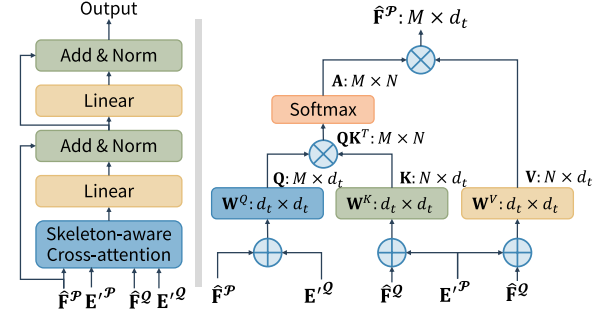 Output
Add & Norm
Linear
Add & Norm
Linear
Skeleton-aware
Cross-attention
F̂^𝒫 E′^𝒫 F̂^𝒬 E′^𝒬
F̂^𝒫: M × d_t
A: M × N
Softmax
QK^T: M × N
Q: M × d_t
K: N × d_t
V: N × d_t
W^Q: d_t × d_t
W^K: d_t × d_t
W^V: d_t × d_t
F̂^𝒫
E′^𝒬
F̂^𝒬
E′^𝒫
F̂^𝒬